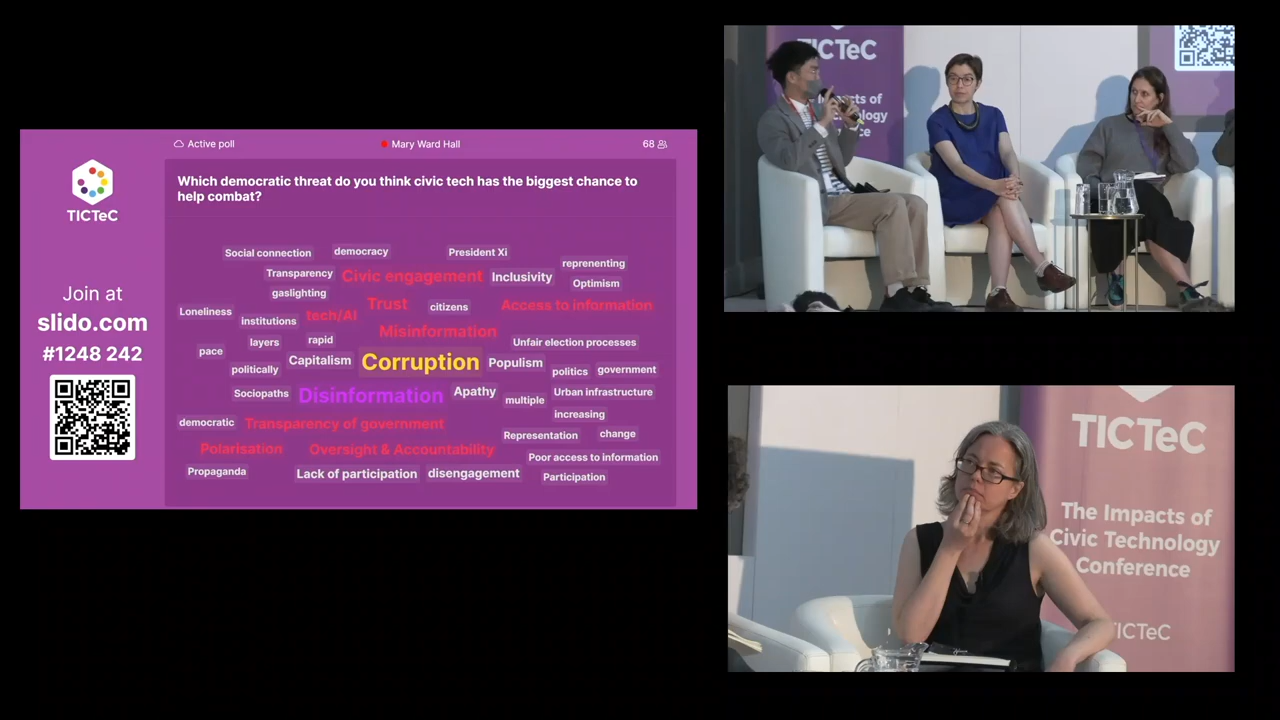 Active poll
Mary Ward Hall
68
TICTeC
Join at
slido.com
#1248 242
Which democratic threat do you think civic tech has the biggest chance to
help combat?
Social connection
democracy
President Xi
Transparency
Civic engagement
Inclusivity
reprenenting
gaslighting
Optimism
Loneliness
institutions
tech/AI
Trust
citizens
Access to information
layers
rapid
Misinformation
Unfair election processes
pace
politically
Capitalism
Corruption
Populism
politics
government
Sociopaths
Disinformation
Apathy
multiple
Urban infrastructure
increasing
democratic
Transparency of government
Representation
change
Polarisation
Oversight & Accountability
Poor access to information
Propaganda
Lack of participation
disengagement
Participation
TICTeC
TICTeC
The Impacts of
Civic Technology
Conference
TICTeC